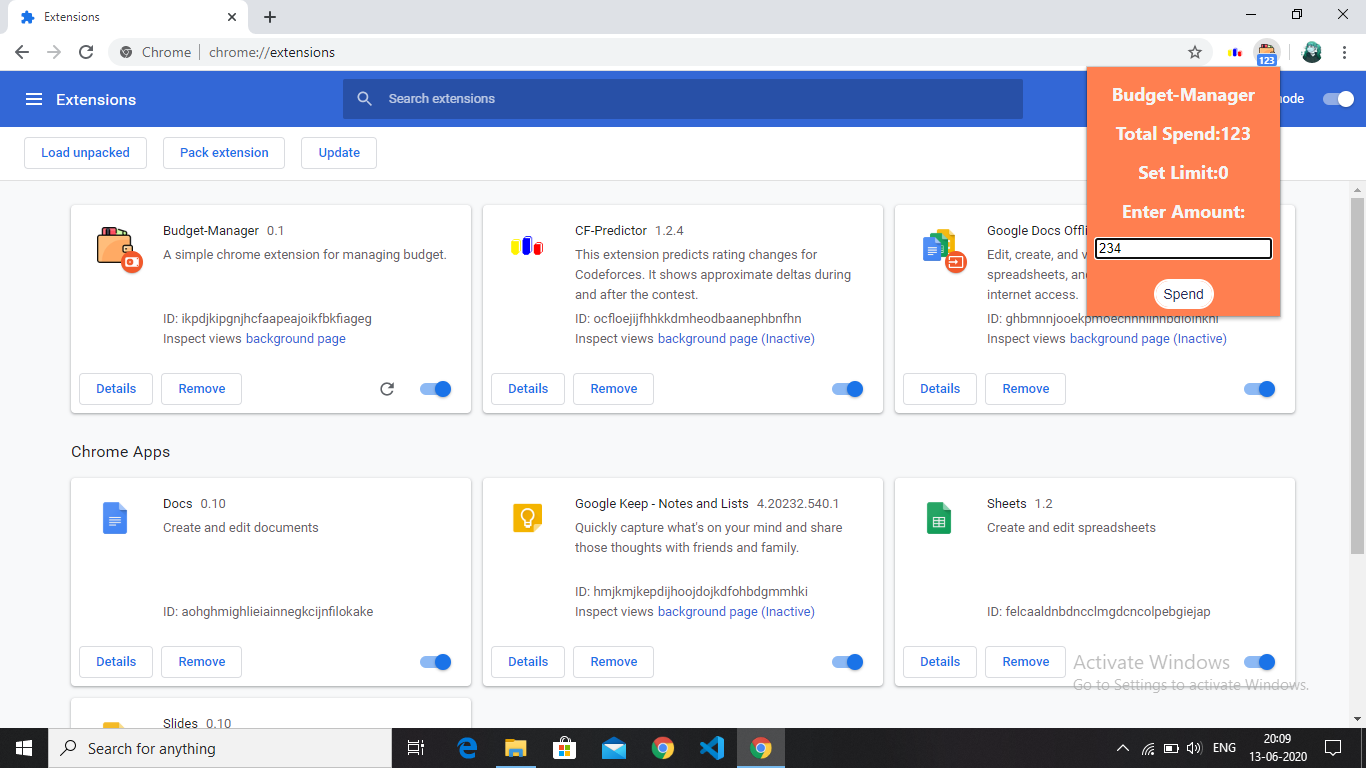 Extensions
Chrome
chrome://extensions
123
Extensions
Search extensions
Load unpacked
Pack extension
Update
Budget-Manager
Total Spend:123
Set Limit:0
Enter Amount:
234
Spend
Budget-Manager 0.1
A simple chrome extension for managing budget.
ID: ikpdjkipgnjhcfaapeajoikfbkfiageg
Inspect views background page
Details
Remove
CF-Predictor 1.2.4
This extension predicts rating changes for
Codeforces. It shows approximate deltas during
and after the contest.
ID: ocfloejijfhhkkdmheodbaanephbnfhn
Inspect views background page (Inactive)
Details
Remove
Google Docs
Edit, create, and
spreadsheets,
internet access.
Inspect views background page (Inactive)
Details
Remove
Chrome Apps
Docs 0.10
Create and edit documents
ID: aohghmighlieiainnegkcijnfilokake
Details
Remove
Google Keep - Notes and Lists 4.20232.540.1
Quickly capture what's on your mind and share
those thoughts with friends and family.
ID: hmjkmjkepdijhoojdojkdfohbdgmmhki
Inspect views background page (Inactive)
Details
Remove
Sheets 1.2
Create and edit spreadsheets
ID: felcaaldnbdncclmgdcncolpebgiejap
Details
Remove
Slides 0.10
Activate Windows
Go to Settings to activate Windows.
Search for anything
ENG
20:09
13-06-2020